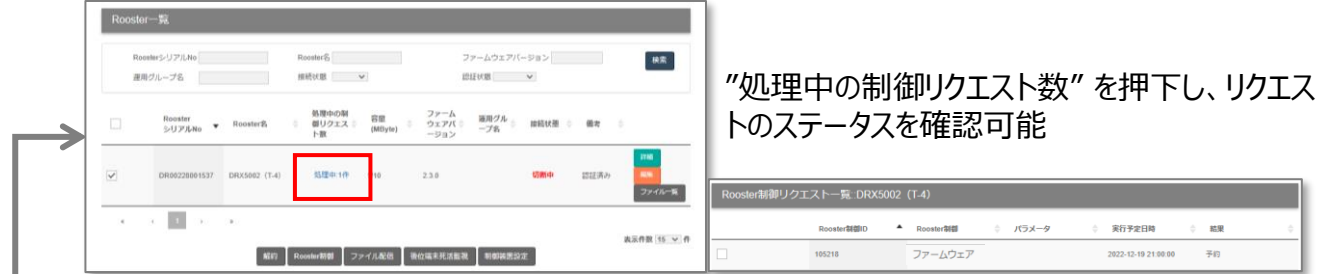 Rooster一覧
RoosterシリアルNo
Rooster名
ファームウェアバージョン
検索
運用グループ名
接続状態
認証状態
Rooster
シリアルNo
Rooster名
処理中の制
御リクエス
ト数
容量
(MByte)
ファーム
ウェアバ
ージョン
運用グル
ープ名
接続状態
備考
DR00228001537
DRX5002 (T-4)
処理中:1件
10
2.3.0
切断中
認証済み
詳細
ファイル一覧
1
表示件数 15 件
解約
Rooster制御
ファイル配信
後位端末死活監視
明御装置設定
”処理中の制御リクエスト数” を押下し、リクエス
トのステータスを確認可能
Rooster制御リクエスト一覧:DRX5002 (T-4)
Rooster制御ID
Rooster制御
パラメータ
実行予定日時
結果
105218
ファームウェア
2022-12-19 21:00:00
予約